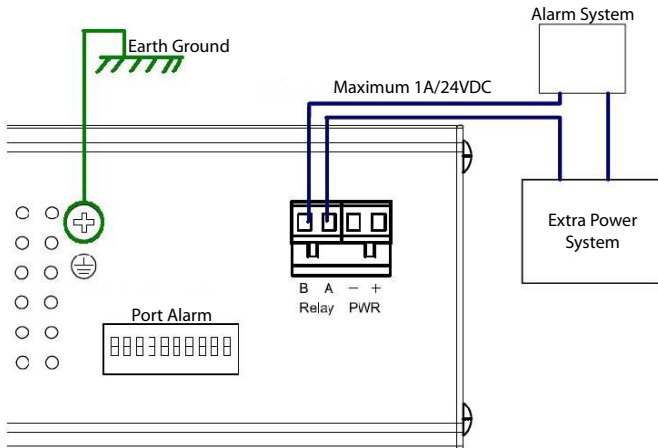 Alarm System
Earth Ground
Maximum 1A/24VDC
Extra Power
System
B A − +
Relay PWR
Port Alarm